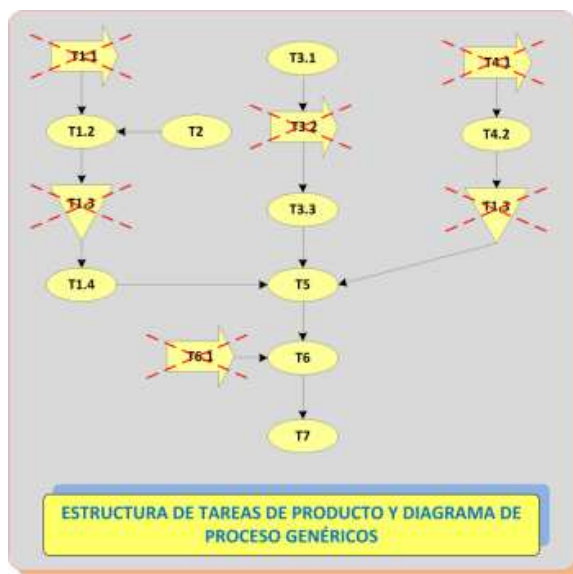 T1.1
T3.1
T4.1
T1.2
T2
T3.2
T4.2
T1.3
T3.3
T1.3
T1.4
T5
T6.1
T6
T7
ESTRUCTURA DE TAREAS DE PRODUCTO Y DIAGRAMA DE
PROCESO GENÉRICOS